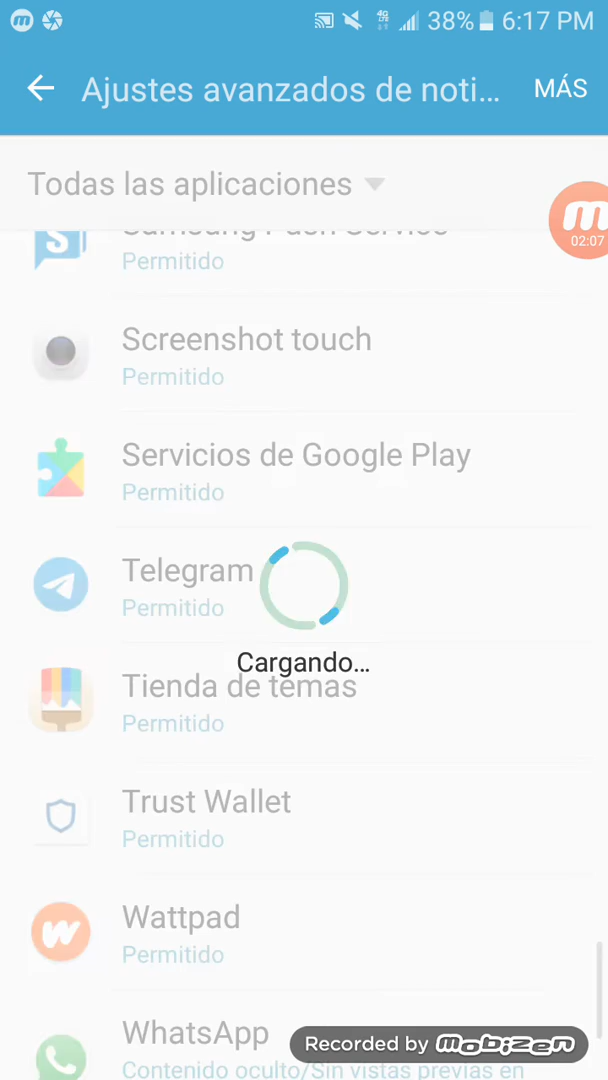 38% 6:17 PM
Ajustes avanzados de noti... MÁS
Todas las aplicaciones
02:07
Samsung Push Service
Permitido
Screenshot touch
Permitido
Servicios de Google Play
Permitido
Telegram
Permitido
Cargando...
Tienda de temas
Permitido
Trust Wallet
Permitido
Wattpad
Permitido
WhatsApp
Recorded by mobizen
Contenido oculto/Sin vistas previas en